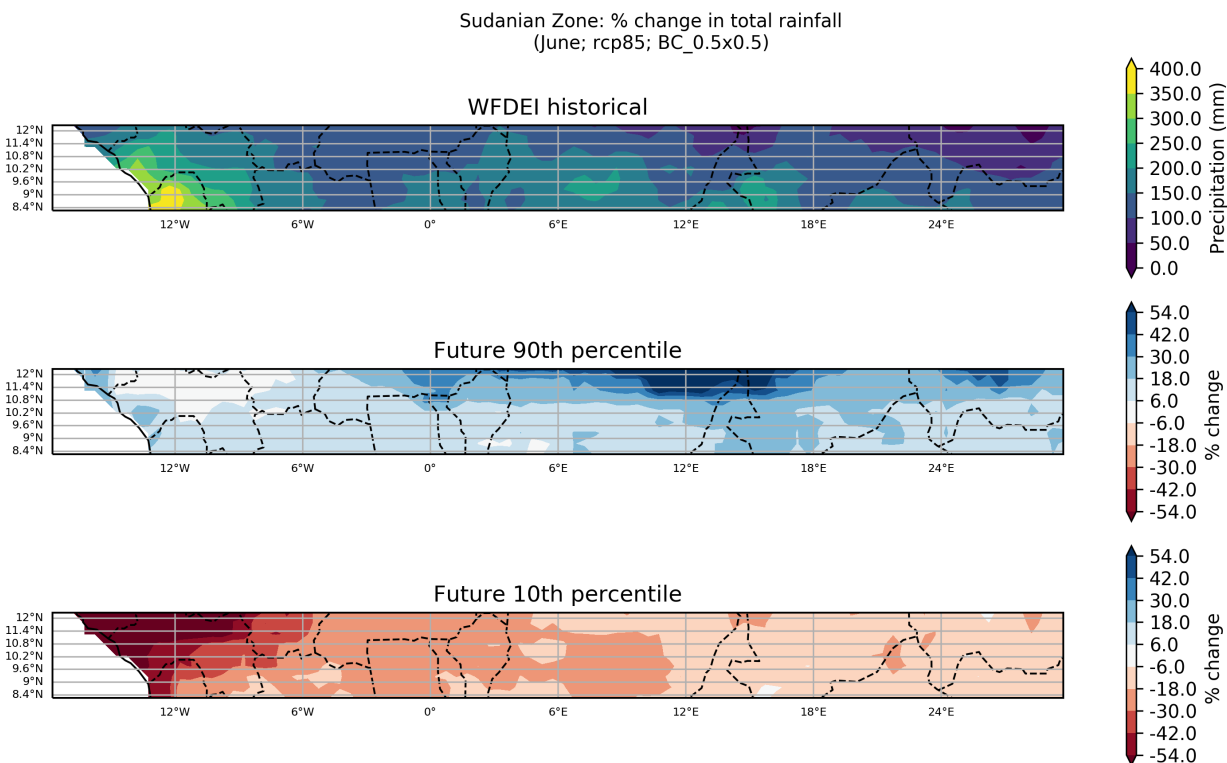 Sudanian Zone: % change in total rainfall
(June; rcp85; BC_0.5x0.5)
WFDEI historical
12°N
11.4°N
10.8°N
10.2°N
9.6°N
9°N
8.4°N
12°W 6°W 0° 6°E 12°E 18°E 24°E
400.0
350.0
300.0
250.0
200.0
150.0
100.0
50.0
0.0
Precipitation (mm)
Future 90th percentile
12°N
11.4°N
10.8°N
10.2°N
9.6°N
9°N
8.4°N
12°W 6°W 0° 6°E 12°E 18°E 24°E
54.0
42.0
30.0
18.0
6.0
-6.0
-18.0
-30.0
-42.0
-54.0
% change
Future 10th percentile
12°N
11.4°N
10.8°N
10.2°N
9.6°N
9°N
8.4°N
12°W 6°W 0° 6°E 12°E 18°E 24°E
54.0
42.0
30.0
18.0
6.0
-6.0
-18.0
-30.0
-42.0
-54.0
% change